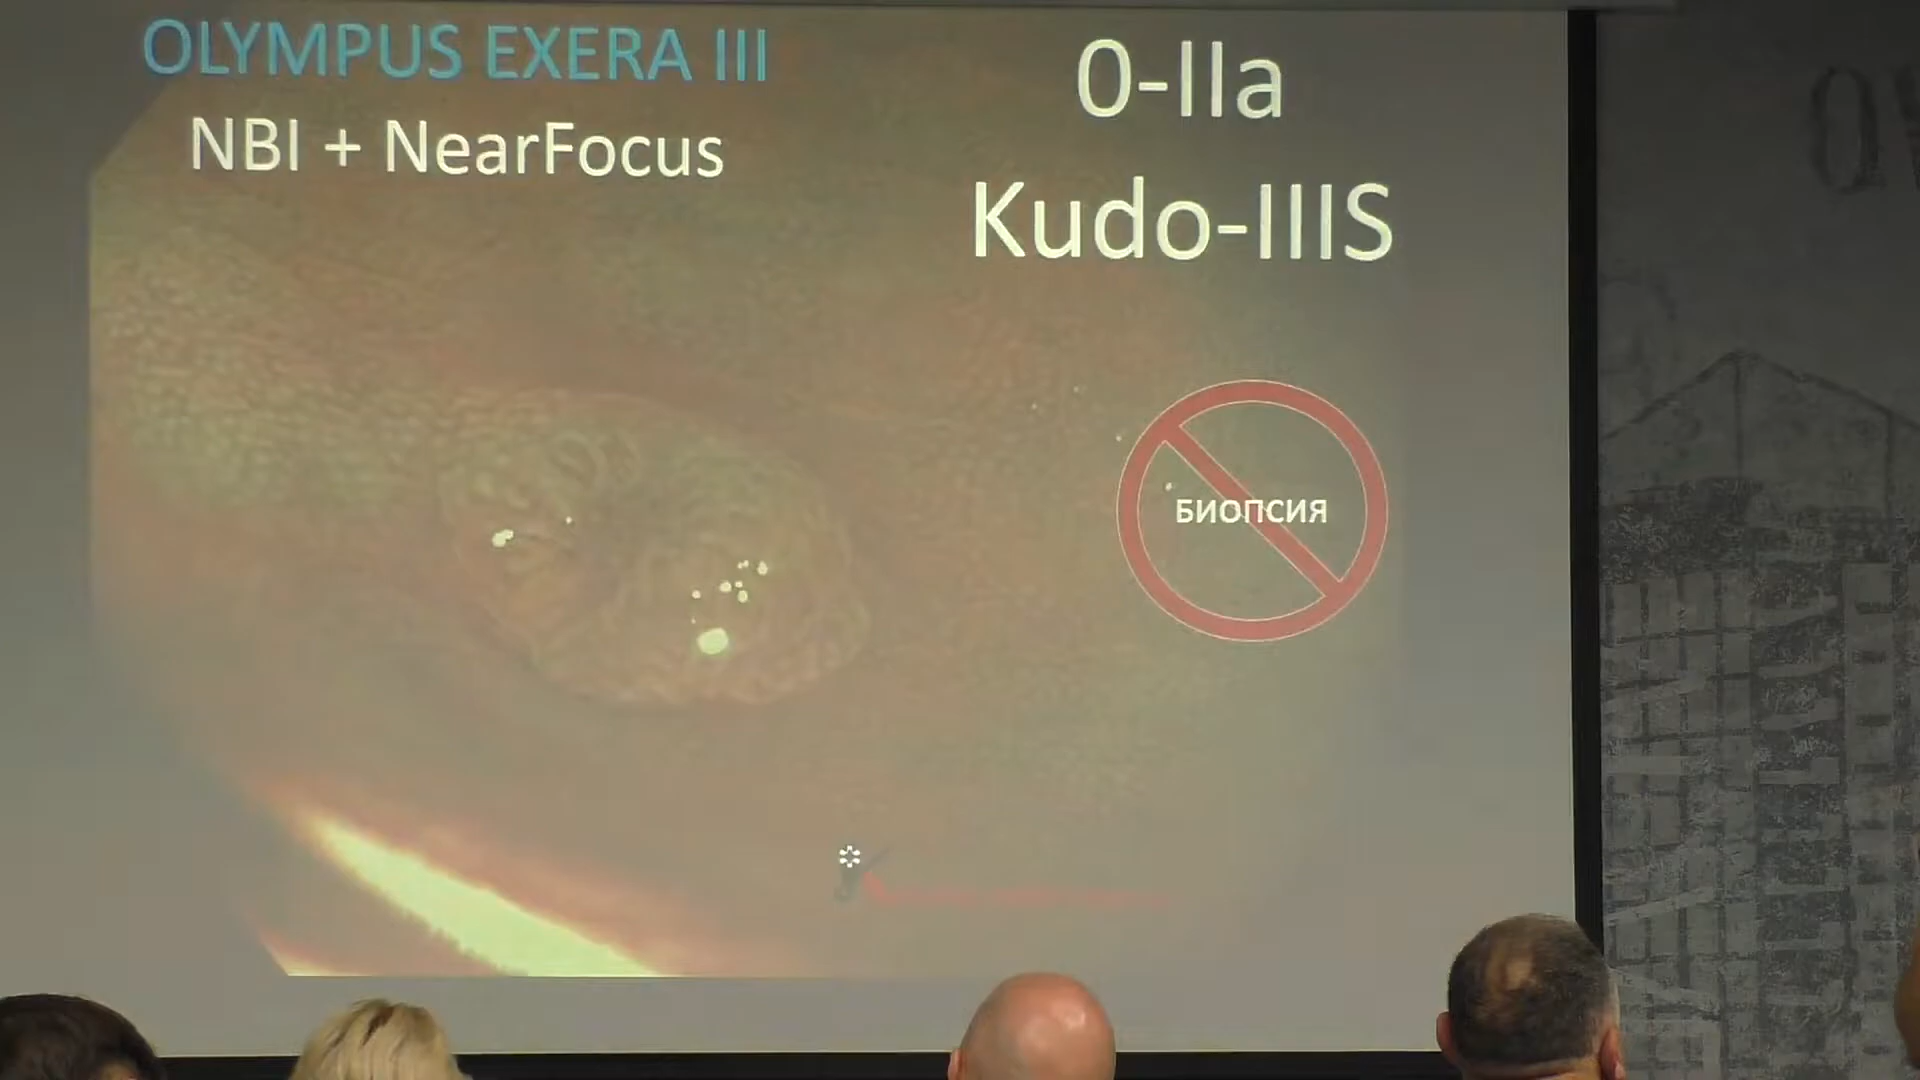 OLYMPUS EXERA III
NBI + NearFocus
0-IIa
Kudo-IIIS
БИОПСИЯ